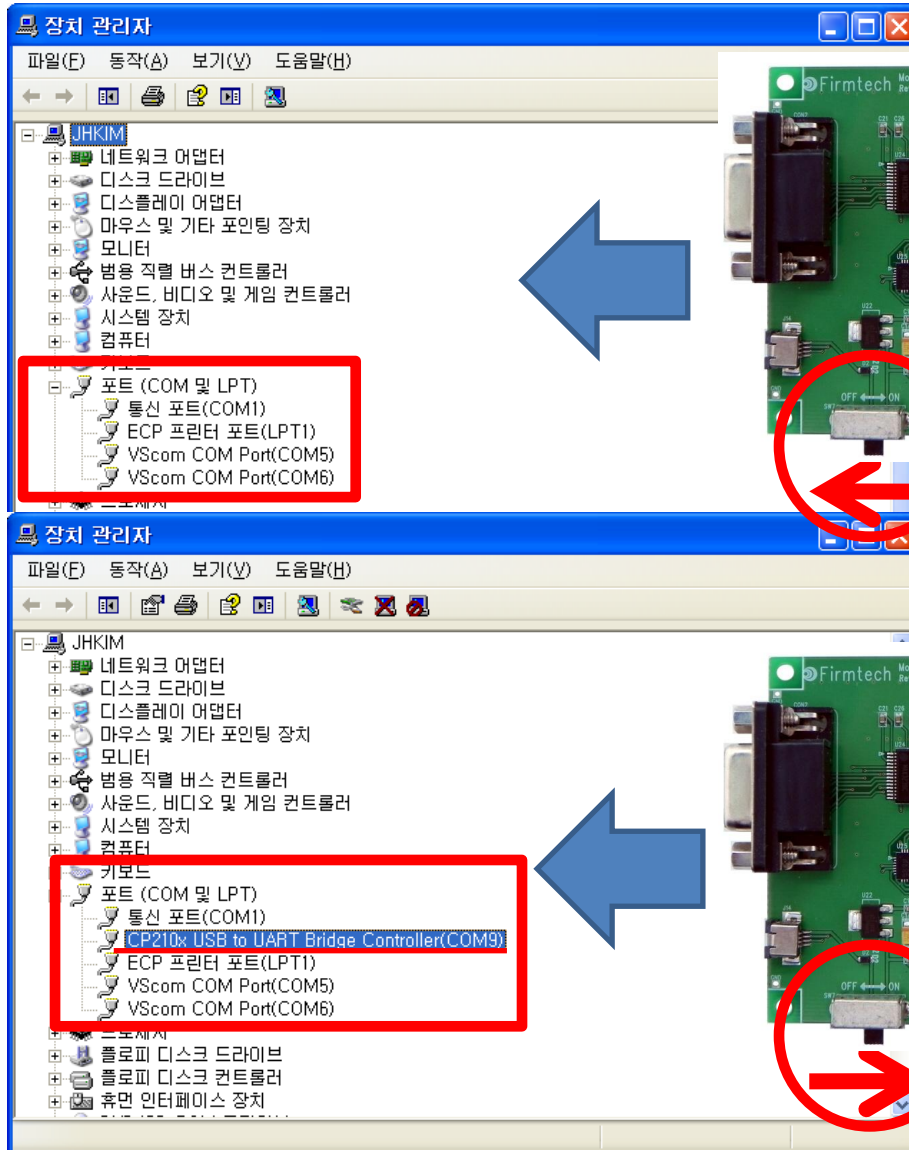 장치 관리자
파일(F) 동작(A) 보기(V) 도움말(H)
Firmtech
JHKIM
네트워크 어댑터
디스크 드라이브
디스플레이 어댑터
마우스 및 기타 포인팅 장치
모니터
범용 직렬 버스 컨트롤러
사운드, 비디오 및 게임 컨트롤러
시스템 장치
컴퓨터
키보드
포트 (COM 및 LPT)
통신 포트(COM1)
ECP 프린터 포트(LPT1)
VScom COM Port(COM5)
VScom COM Port(COM6)
프로세서
OFF ON
장치 관리자
파일(F) 동작(A) 보기(V) 도움말(H)
Firmtech
JHKIM
네트워크 어댑터
디스크 드라이브
디스플레이 어댑터
마우스 및 기타 포인팅 장치
모니터
범용 직렬 버스 컨트롤러
사운드, 비디오 및 게임 컨트롤러
시스템 장치
컴퓨터
키보드
포트 (COM 및 LPT)
통신 포트(COM1)
CP210x USB to UART Bridge Controller(COM9)
ECP 프린터 포트(LPT1)
VScom COM Port(COM5)
VScom COM Port(COM6)
프로세서
플로피 디스크 드라이브
플로피 디스크 컨트롤러
휴먼 인터페이스 장치
OFF ON